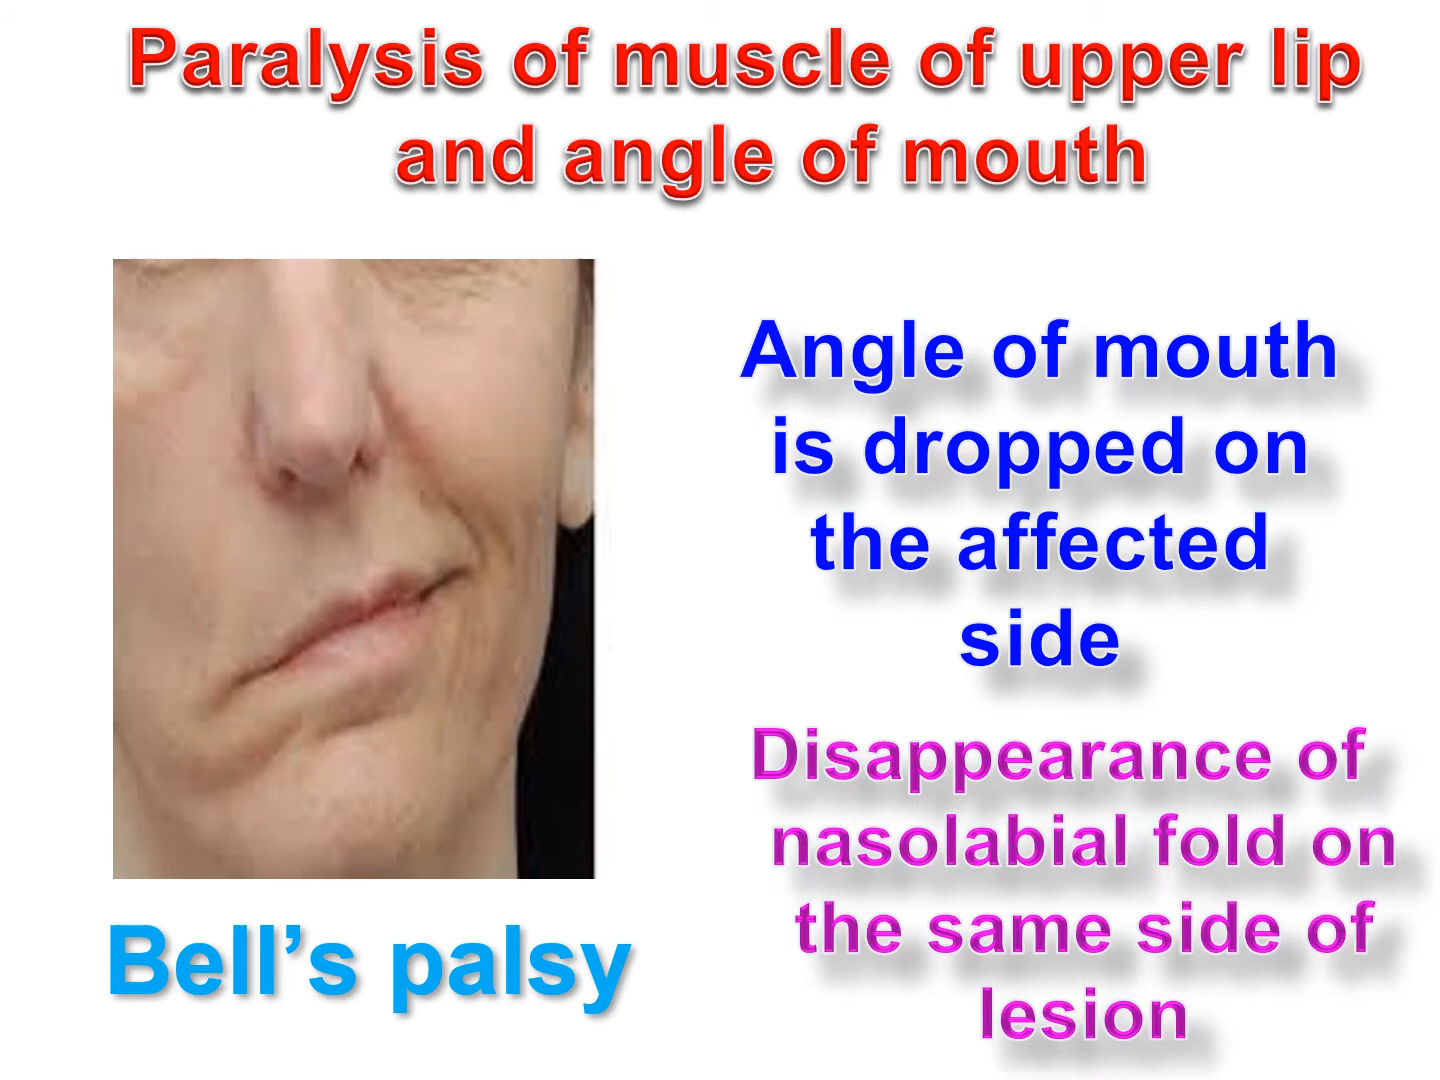 Paralysis of muscle of upper lip
and angle of mouth
Angle of mouth
is dropped on
the affected
side
Disappearance of
nasolabial fold on
the same side of
lesion
Bell’s palsy